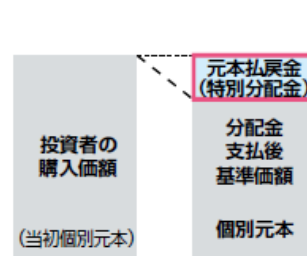 投資者の
購入価額
(当初個別元本)
元本払戻金
(特別分配金)
分配金
支払後
基準価額
個別元本